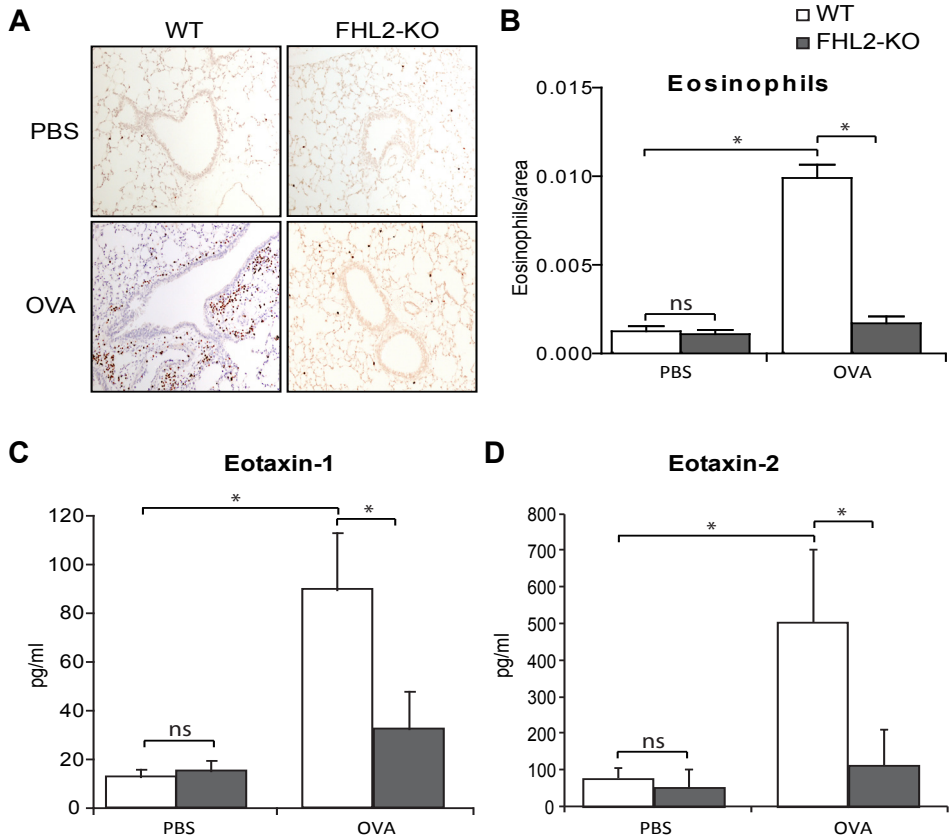 A
WT
FHL2-KO
PBS
OVA
B
WT
FHL2-KO
Eosinophils
*
*
ns
Eosinophils/area
0.015
0.010
0.005
0.000
PBS
OVA
C
Eotaxin-1
*
*
ns
pg/ml
120
100
80
60
40
20
0
PBS
OVA
D
Eotaxin-2
*
*
ns
pg/ml
800
700
600
500
400
300
200
100
0
PBS
OVA